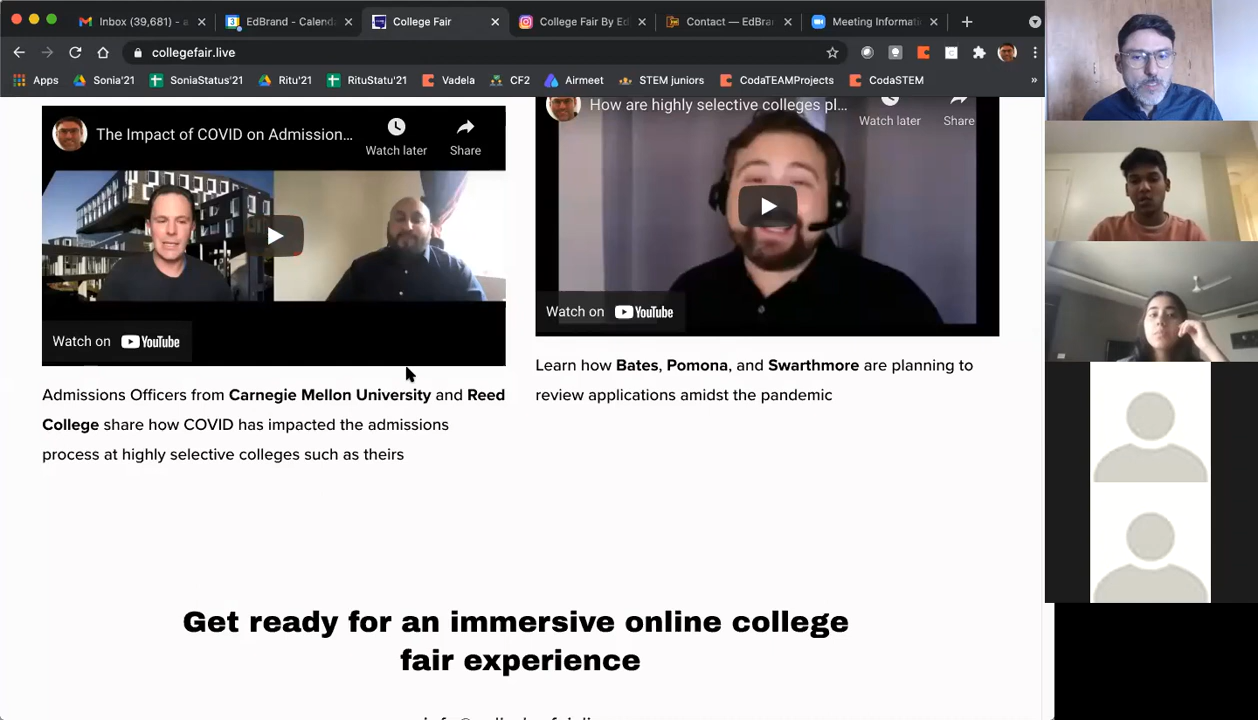 Inbox (39,681) - a
EdBrand - Calenda
College Fair
College Fair By Ed
Contact — EdBran
Meeting Informati
collegefair.live
Apps
Sonia'21
SoniaStatus'21
Ritu'21
RituStatu'21
Vadela
CF2
Airmeet
STEM juniors
CodaTEAMProjects
CodaSTEM
»
The Impact of COVID on Admission...
Watch later
Share
Watch on YouTube
How are highly selective colleges pl...
Watch later
Share
Watch on YouTube
Admissions Officers from Carnegie Mellon University and Reed
College share how COVID has impacted the admissions
process at highly selective colleges such as theirs
Learn how Bates, Pomona, and Swarthmore are planning to
review applications amidst the pandemic
Get ready for an immersive online college
fair experience